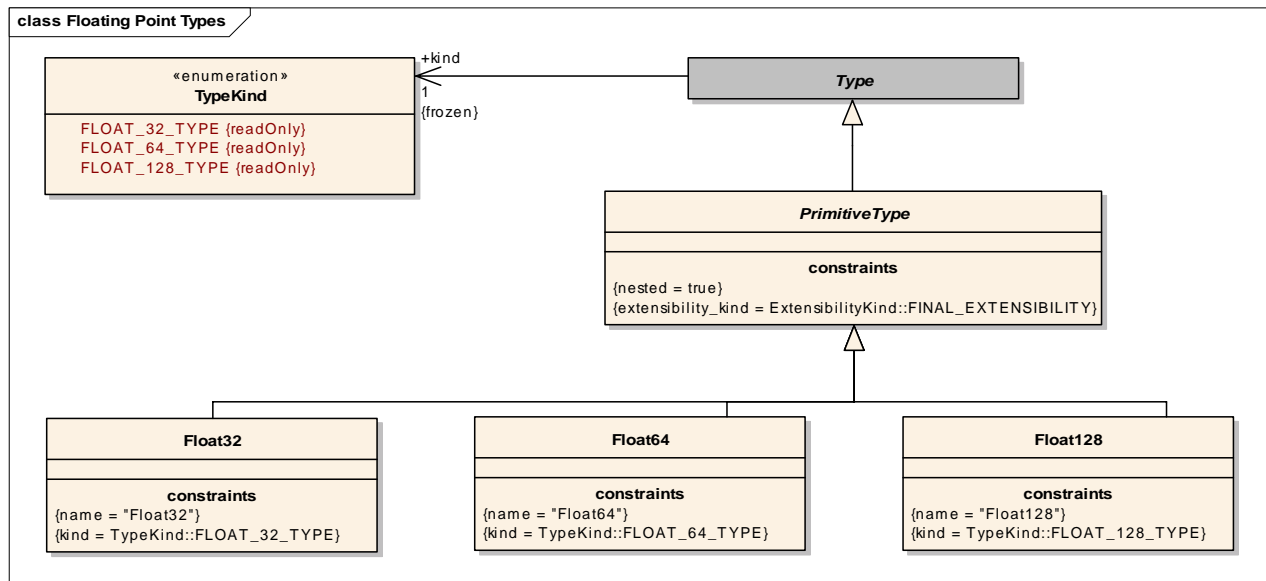 class Floating Point Types
«enumeration»
TypeKind
FLOAT_32_TYPE {readOnly}
FLOAT_64_TYPE {readOnly}
FLOAT_128_TYPE {readOnly}
+kind
1
{frozen}
Type
PrimitiveType
constraints
{nested = true}
{extensibility_kind = ExtensibilityKind::FINAL_EXTENSIBILITY}
Float32
constraints
{name = "Float32"}
{kind = TypeKind::FLOAT_32_TYPE}
Float64
constraints
{name = "Float64"}
{kind = TypeKind::FLOAT_64_TYPE}
Float128
constraints
{name = "Float128"}
{kind = TypeKind::FLOAT_128_TYPE}